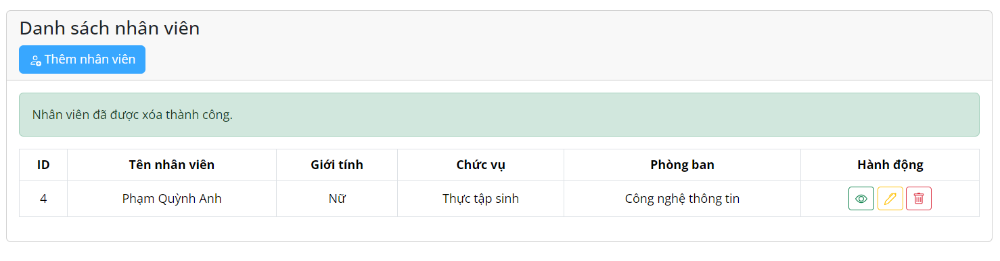 Danh sách nhân viên
Thêm nhân viên
Nhân viên đã được xóa thành công.
ID Tên nhân viên Giới tính Chức vụ Phòng ban Hành động
4 Phạm Quỳnh Anh Nữ Thực tập sinh Công nghệ thông tin